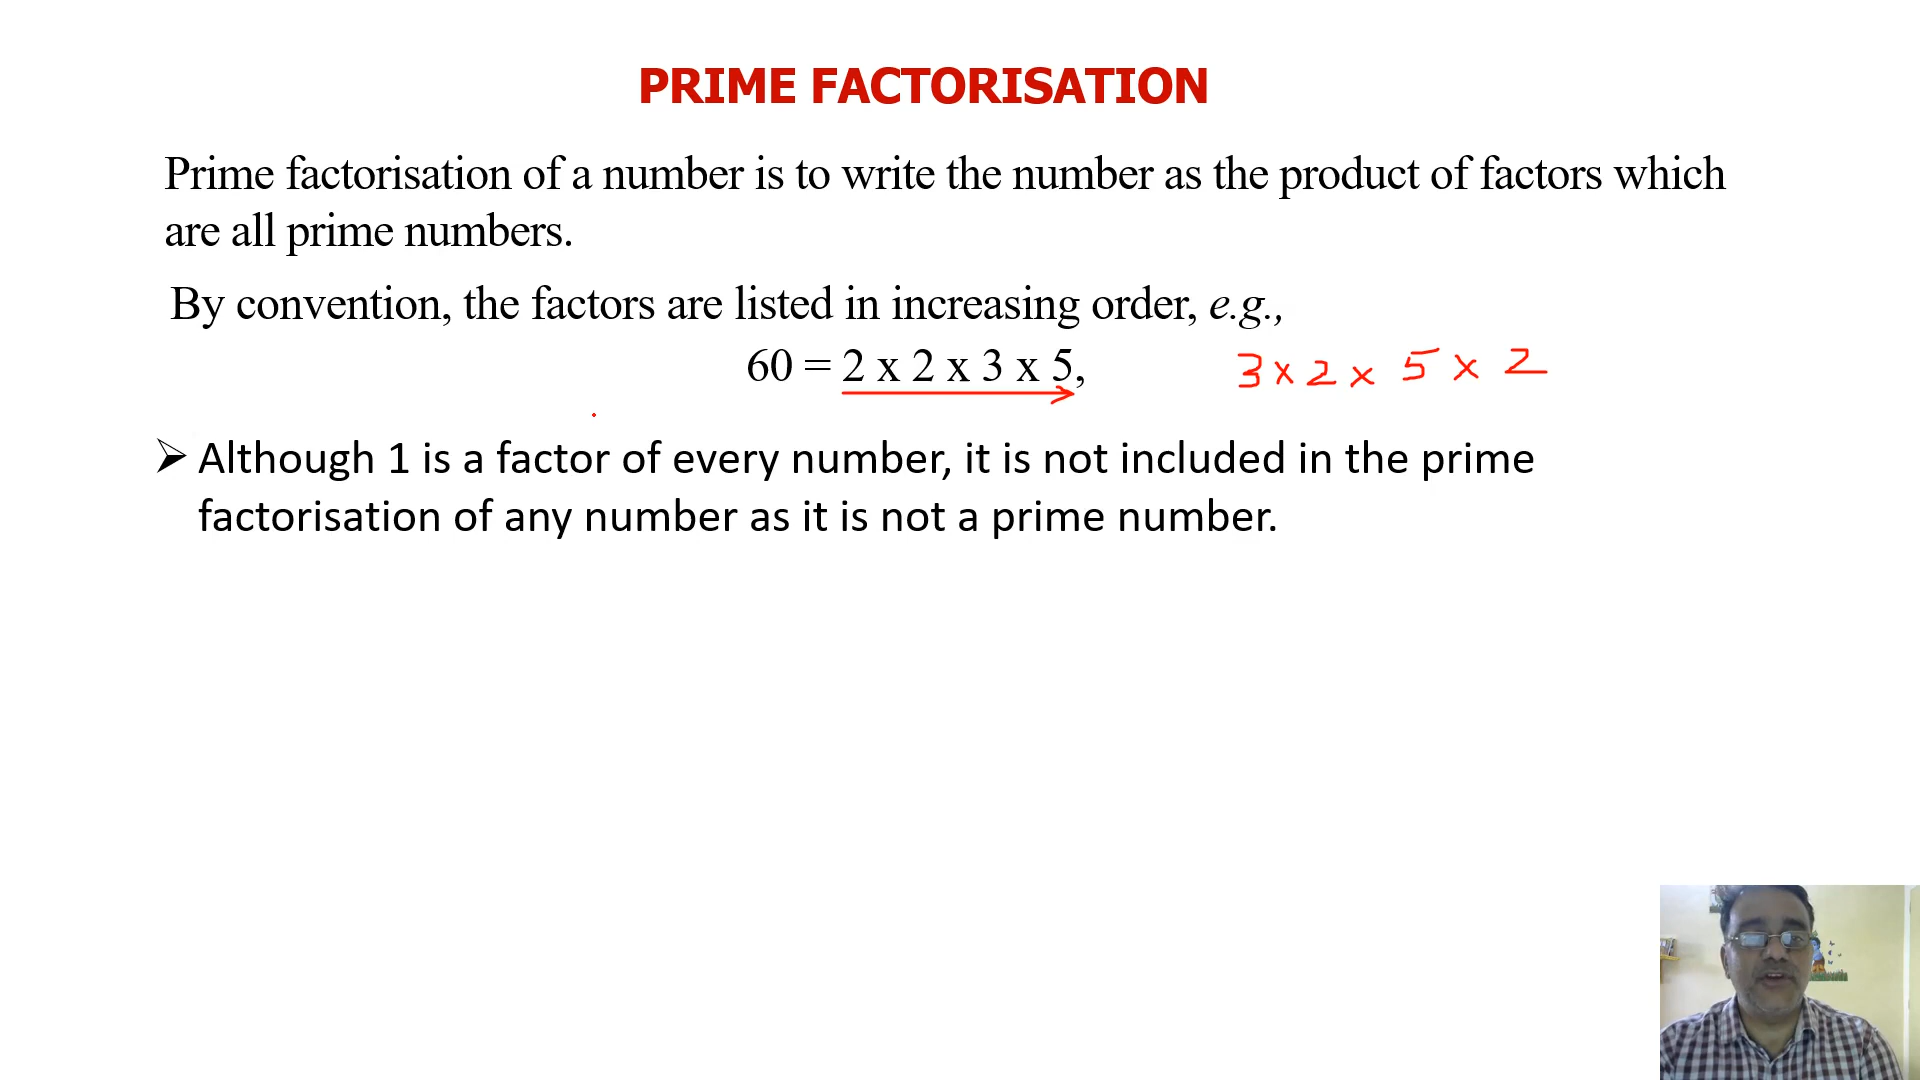 PRIME FACTORISATION
Prime factorisation of a number is to write the number as the product of factors which
are all prime numbers.
By convention, the factors are listed in increasing order, e.g.,
60 = 2 x 2 x 3 x 5, 3 x 2 x 5 x 2
➢ Although 1 is a factor of every number, it is not included in the prime
factorisation of any number as it is not a prime number.